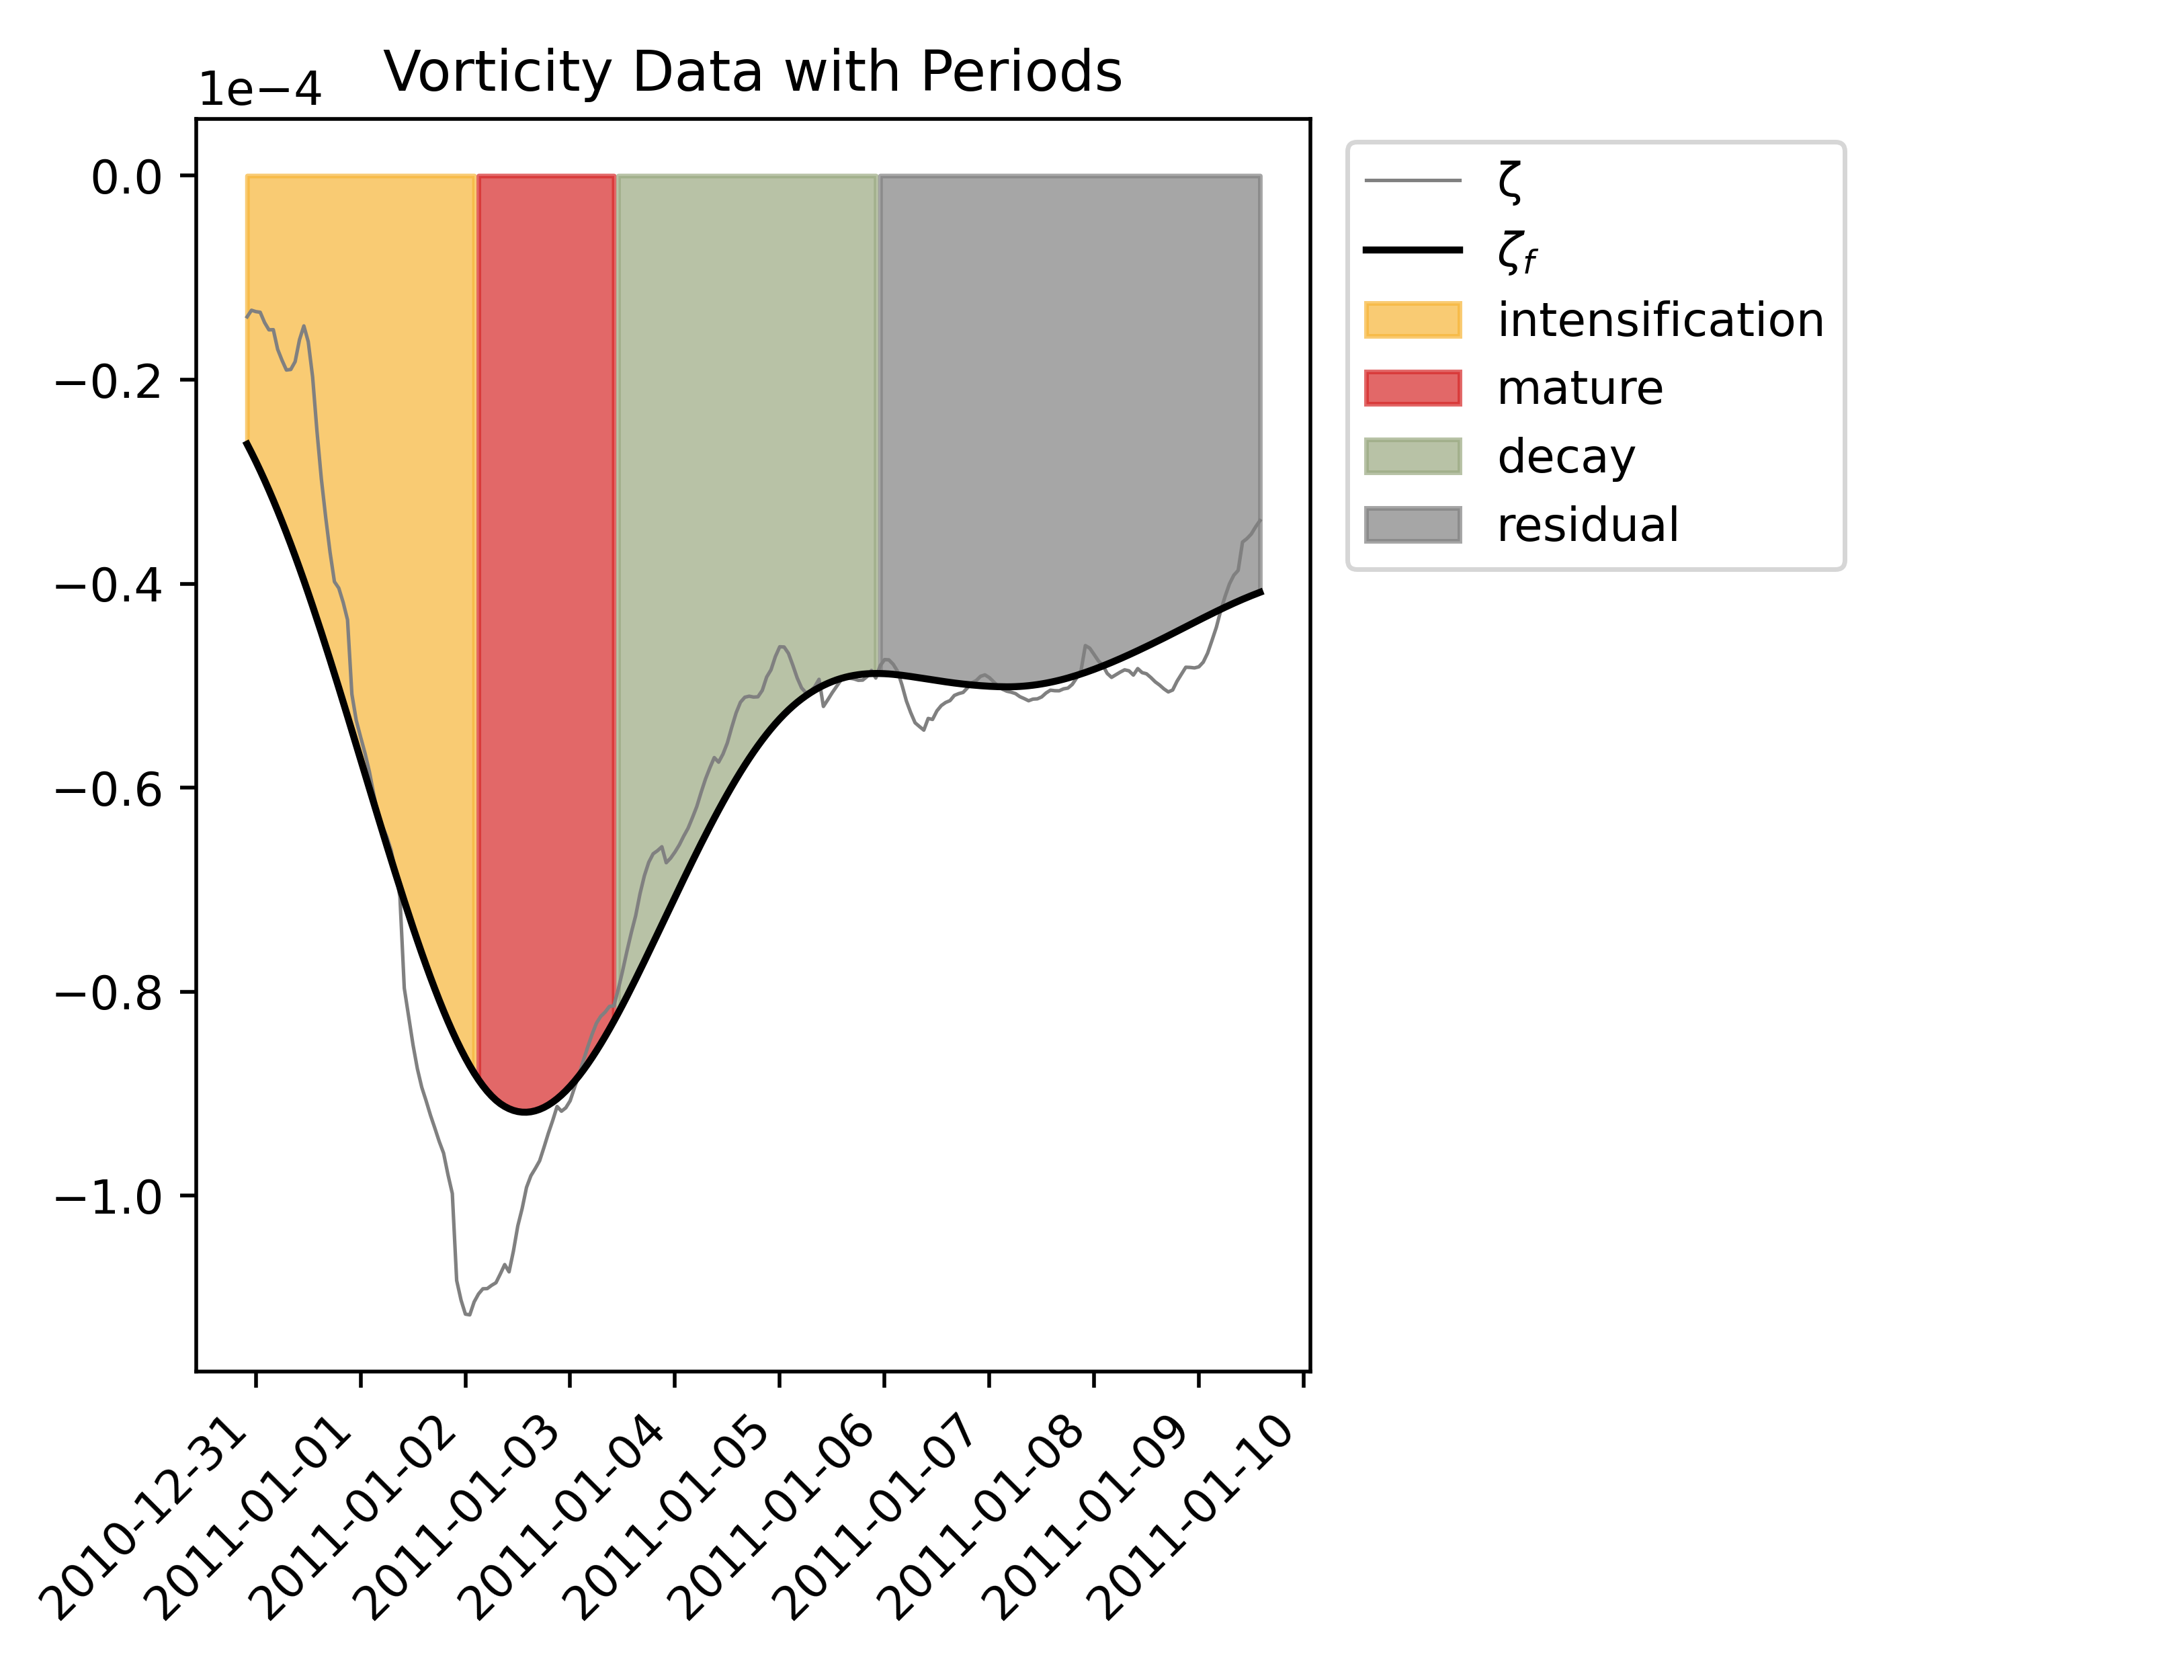 Vorticity Data with Periods
1e−4
0.0
−0.2
−0.4
−0.6
−0.8
−1.0
2010-12-31
2011-01-01
2011-01-02
2011-01-03
2011-01-04
2011-01-05
2011-01-06
2011-01-07
2011-01-08
2011-01-09
2011-01-10
ζ
ζf
intensification
mature
decay
residual